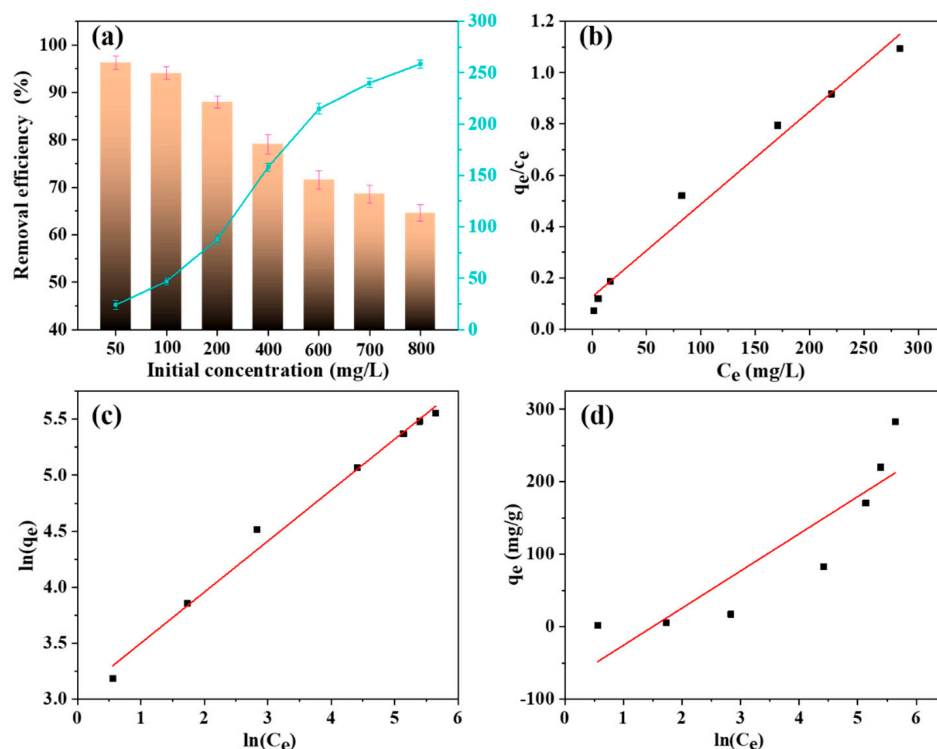 (a)
Removal efficiency (%)
100
90
80
70
60
50
40
300
250
200
150
100
50
0
50 100 200 400 600 700 800
Initial concentration (mg/L)
(b)
qe/ce
1.2
1.0
0.8
0.6
0.4
0.2
0.0
0 50 100 150 200 250 300
Ce (mg/L)
(c)
ln(qe)
5.5
5.0
4.5
4.0
3.5
3.0
0 1 2 3 4 5 6
ln(Ce)
(d)
qe (mg/g)
300
200
100
0
-100
0 1 2 3 4 5 6
ln(Ce)